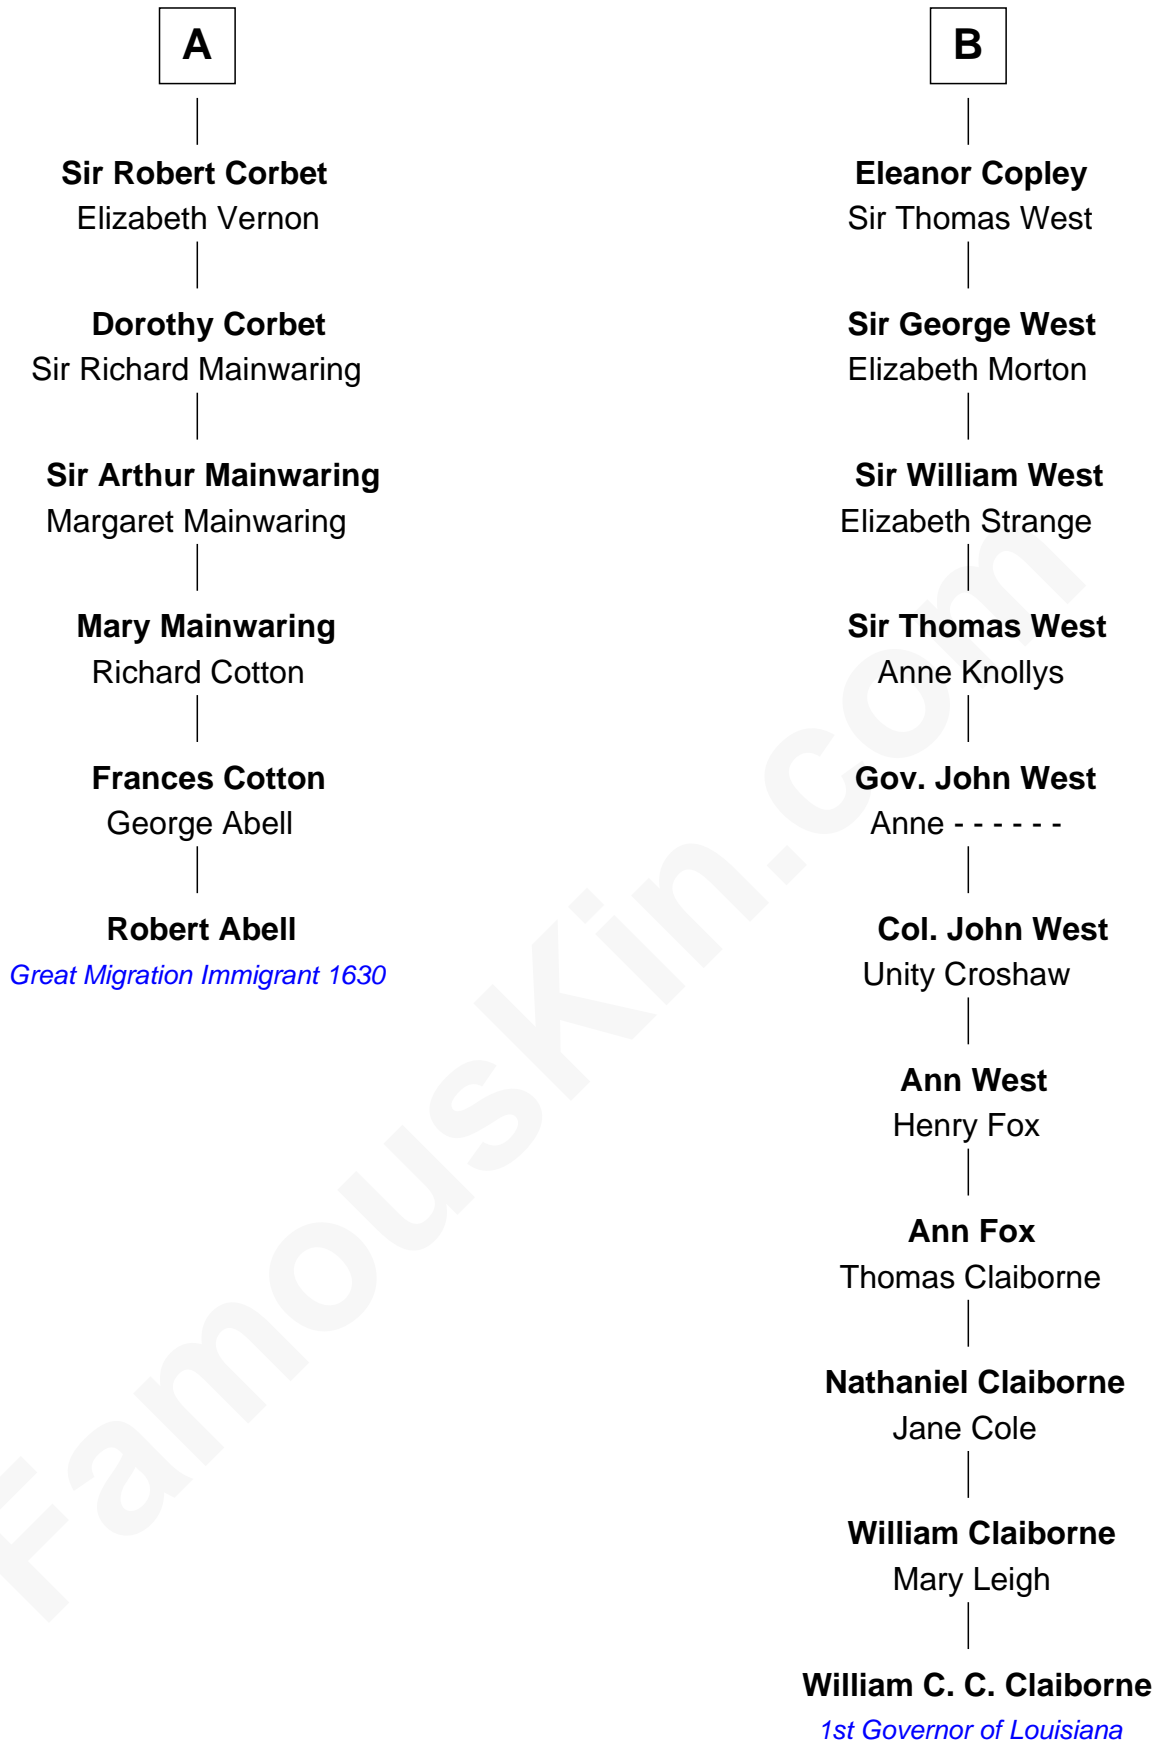 A
Sir Robert Corbet
Elizabeth Vernon
Dorothy Corbet
Sir Richard Mainwaring
Sir Arthur Mainwaring
Margaret Mainwaring
Mary Mainwaring
Richard Cotton
Frances Cotton
George Abell
Robert Abell
Great Migration Immigrant 1630
B
Eleanor Copley
Sir Thomas West
Sir George West
Elizabeth Morton
Sir William West
Elizabeth Strange
Sir Thomas West
Anne Knollys
Gov. John West
Anne - - - - - -
Col. John West
Unity Croshaw
Ann West
Henry Fox
Ann Fox
Thomas Claiborne
Nathaniel Claiborne
Jane Cole
William Claiborne
Mary Leigh
William C. C. Claiborne
1st Governor of Louisiana
FamousKin.com